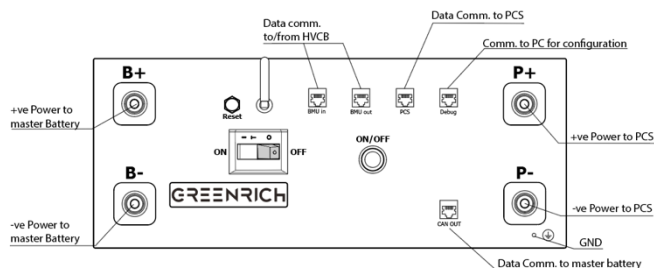 Data Comm. to PCS
Data comm.
to/from HVCB
Comm. to PC for configuration
B+
P+
+ve Power to
master Battery
Reset
BMU in
BMU out
PCS
Debug
+ve Power to PCS
ON
OFF
ON/OFF
B-
P-
GREENRICH
-ve Power to
master Battery
CAN OUT
-ve Power to PCS
GND
Data Comm. to master battery